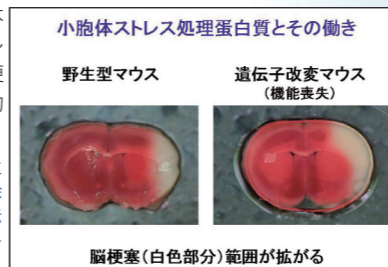 小胞体ストレス処理蛋白質とその働き
野生型マウス
遺伝子改変マウス
(機能喪失)
脳梗塞(白色部分)範囲が拡がる